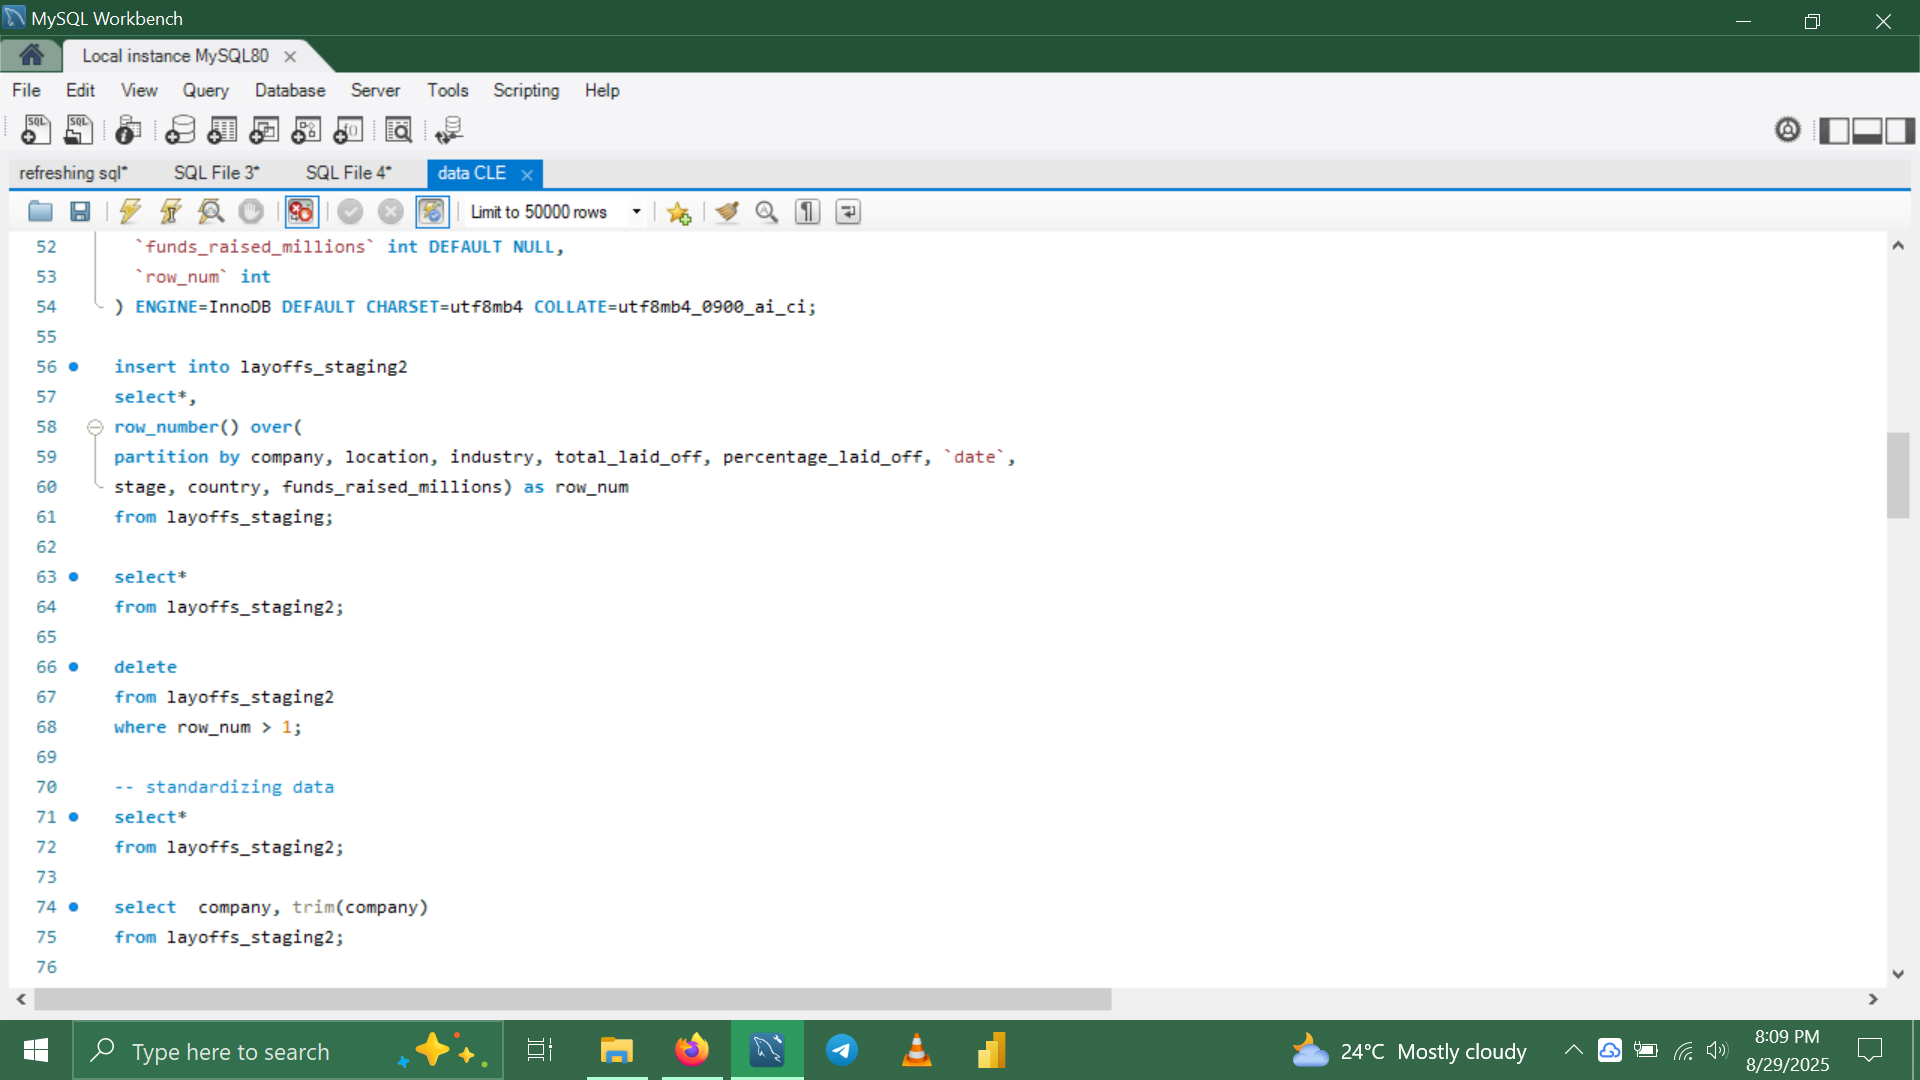 MySQL Workbench
Local instance MySQL80
File Edit View Query Database Server Tools Scripting Help
refreshing sql* SQL File 3* SQL File 4* data CLE
Limit to 50000 rows
52 `funds_raised_millions` int DEFAULT NULL,
53 `row_num` int
54 ) ENGINE=InnoDB DEFAULT CHARSET=utf8mb4 COLLATE=utf8mb4_0900_ai_ci;
55
56 insert into layoffs_staging2
57 select*,
58 row_number() over(
59 partition by company, location, industry, total_laid_off, percentage_laid_off, `date`,
60 stage, country, funds_raised_millions) as row_num
61 from layoffs_staging;
62
63 select*
64 from layoffs_staging2;
65
66 delete
67 from layoffs_staging2
68 where row_num > 1;
69
70 -- standardizing data
71 select*
72 from layoffs_staging2;
73
74 select  company, trim(company)
75 from layoffs_staging2;
76
Type here to search
24°C Mostly cloudy
8:09 PM
8/29/2025